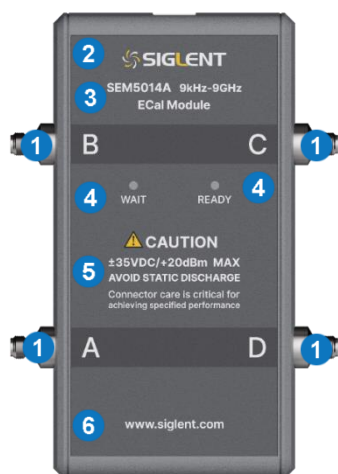 2 SIGLENT
3 SEM5014A 9kHz-9GHz
ECal Module
1 B C 1
4 WAIT READY 4
CAUTION
5 ±35VDC/+20dBm MAX
AVOID STATIC DISCHARGE
Connector care is critical for
achieving specified performance
1 A D 1
6 www.siglent.com